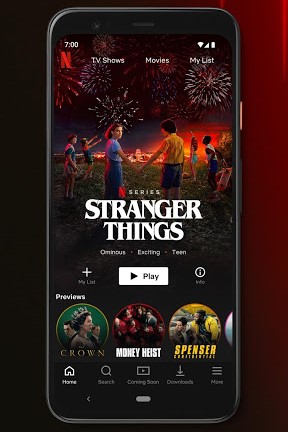 7:00
N
TV Shows
Movies
My List
N SERIES
STRANGER
THINGS
Ominous • Exciting • Teen
My List
Play
Info
Previews
CROWN
MONEY HEIST
SPENSER
CONFIDENTIAL
Home
Search
Coming Soon
Downloads
More